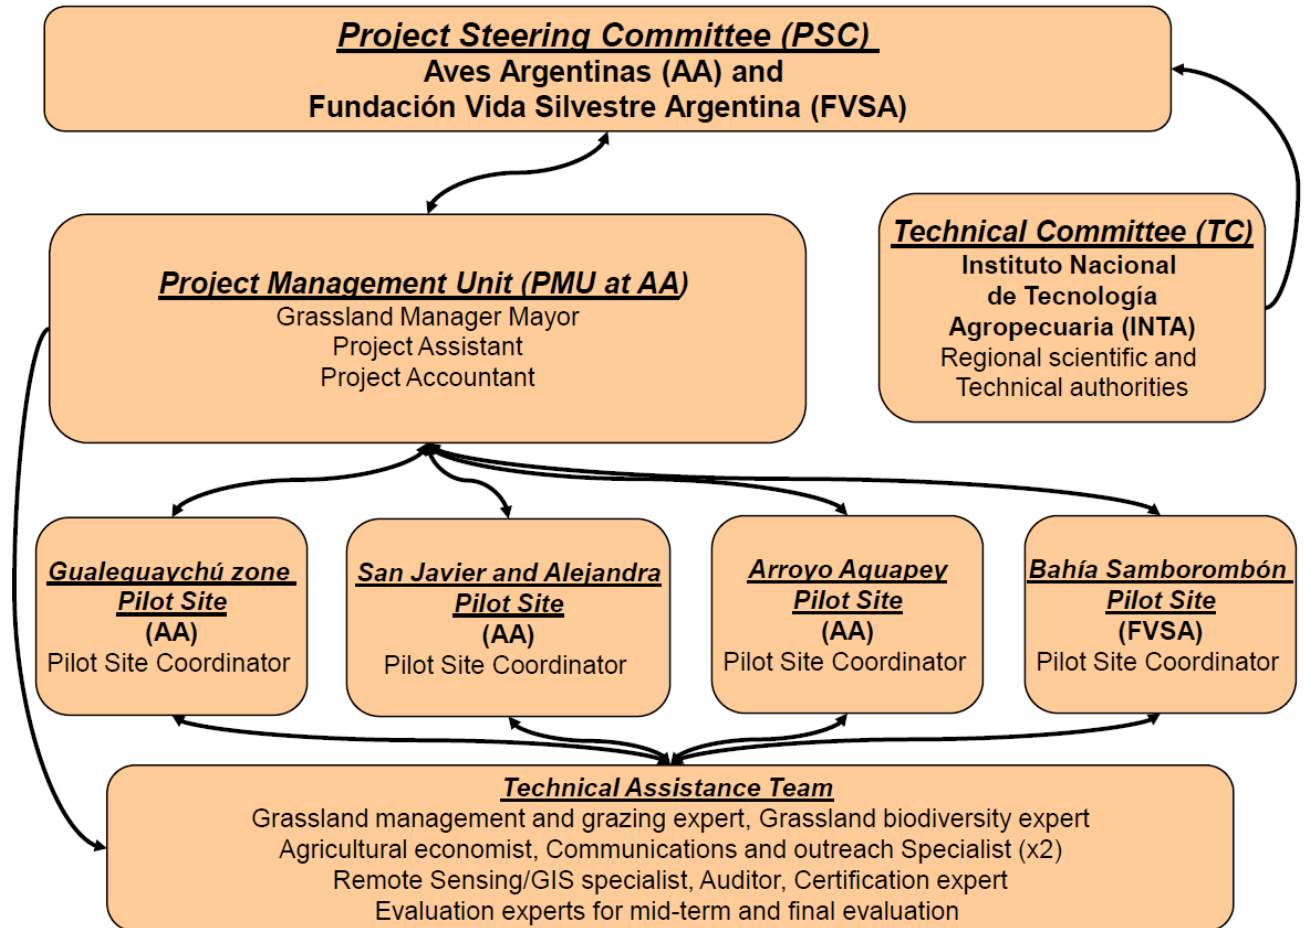 Project Steering Committee (PSC)
Aves Argentinas (AA) and
Fundación Vida Silvestre Argentina (FVSA)
Project Management Unit (PMU at AA)
Grassland Manager Mayor
Project Assistant
Project Accountant
Technical Committee (TC)
Instituto Nacional
de Tecnología
Agropecuaria (INTA)
Regional scientific and
Technical authorities
Gualeguaychú zone
Pilot Site
(AA)
Pilot Site Coordinator
San Javier and Alejandra
Pilot Site
(AA)
Pilot Site Coordinator
Arroyo Aguapey
Pilot Site
(AA)
Pilot Site Coordinator
Bahía Samborombón
Pilot Site
(FVSA)
Pilot Site Coordinator
Technical Assistance Team
Grassland management and grazing expert, Grassland biodiversity expert
Agricultural economist, Communications and outreach Specialist (x2)
Remote Sensing/GIS specialist, Auditor, Certification expert
Evaluation experts for mid-term and final evaluation